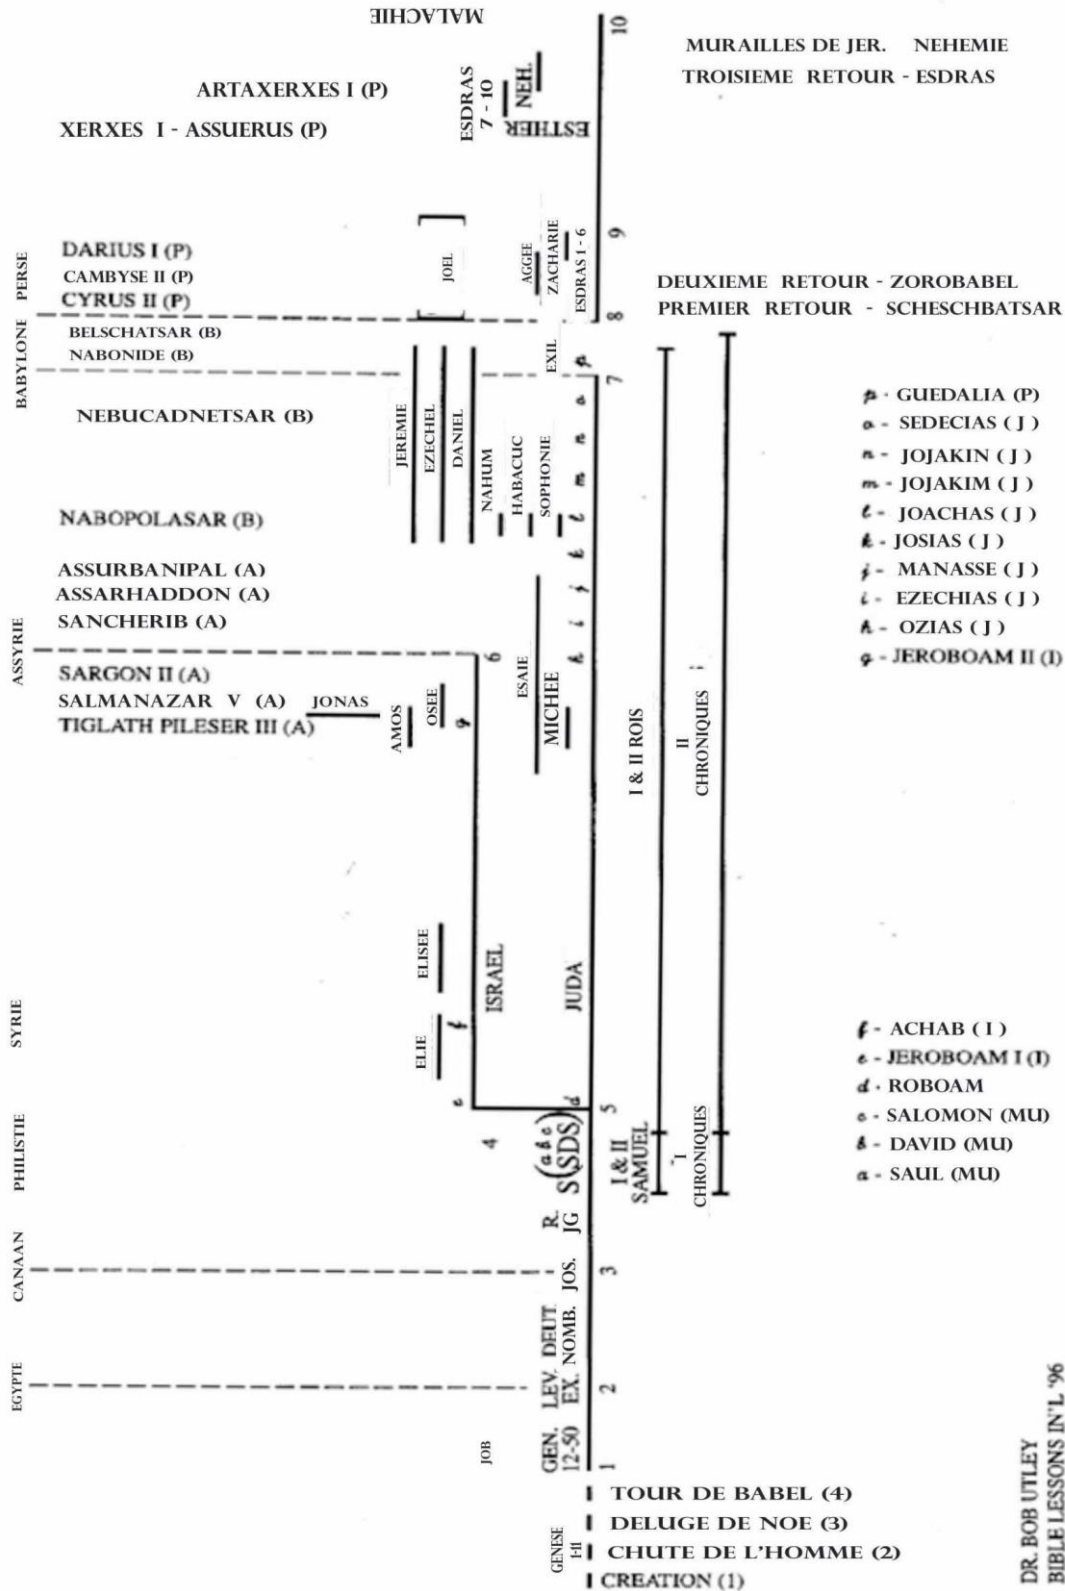 MALACHIE
10
MURAILLES DE JER. NEHEMIE
TROISIEME RETOUR - ESDRAS
ARTAXERXES I (P)
XERXES I - ASSUERUS (P)
ESDRAS
7 - 10
NEH.
ESTHER
PERSE
DARIUS I (P)
CAMBYSE II (P)
CYRUS II (P)
JOEL
AGGEE
ZACHARIE
ESDRAS 1 - 6
9
8
DEUXIEME RETOUR - ZOROBABEL
PREMIER RETOUR - SCHESCHBATSAR
BABYLONE
BELSCHATSAR (B)
NABONIDE (B)
EXIL
p
7
NEBUCADNETSAR (B)
NABOPOLASAR (B)
JEREMIE
EZECHEL
DANIEL
NAHUM
HABACUC
SOPHONIE
o
n
m
l
k
j
i
h
p - GUEDALIA (P)
o - SEDECIAS ( J )
n - JOJAKIN ( J )
m - JOJAKIM ( J )
l - JOACHAS ( J )
k - JOSIAS ( J )
j - MANASSE ( J )
i - EZECHIAS ( J )
h - OZIAS ( J )
g - JEROBOAM II (I)
ASSYRIE
ASSURBANIPAL (A)
ASSARHADDON (A)
SANCHERIB (A)
SARGON II (A)
SALMANAZAR V (A)
TIGLATH PILESER III (A)
JONAS
AMOS
OSEE
g
6
ESAIE
MICHEE
I & II ROIS
II
CHRONIQUES
SYRIE
ELISEE
ELIE
f
e
ISRAEL
JUDA
d
5
f - ACHAB ( I )
e - JEROBOAM I (I)
d - ROBOAM
c - SALOMON (MU)
b - DAVID (MU)
a - SAUL (MU)
PHILISTIE
4
(a b c)
S(SDS)
I & II
SAMUEL
I
CHRONIQUES
R.
JG
CANAAN
JOS.
3
DEUT.
NOMB.
LEV.
EX.
EGYPTE
2
JOB
GEN.
12-50
1
GENESE
I-II
TOUR DE BABEL (4)
DELUGE DE NOE (3)
CHUTE DE L'HOMME (2)
CREATION (1)
DR. BOB UTLEY
BIBLE LESSONS IN'L '96